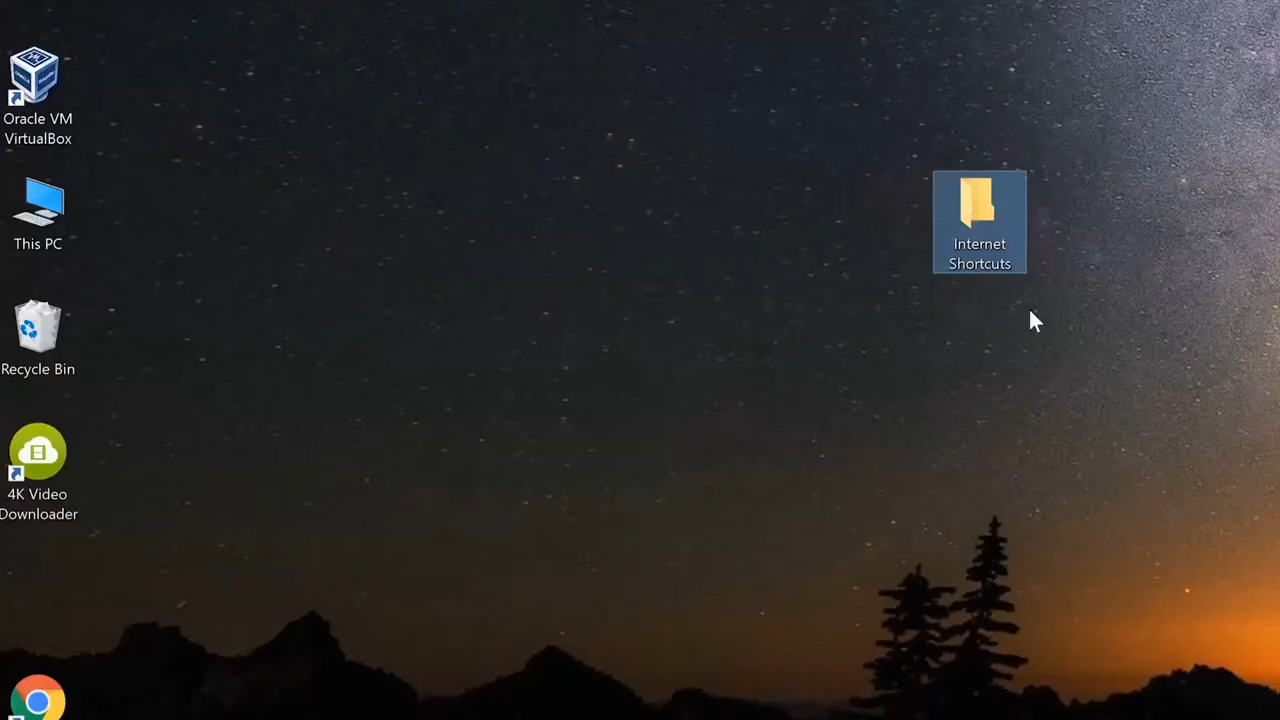 Oracle VM
VirtualBox
This PC
Recycle Bin
4K Video
Downloader
Internet
Shortcuts